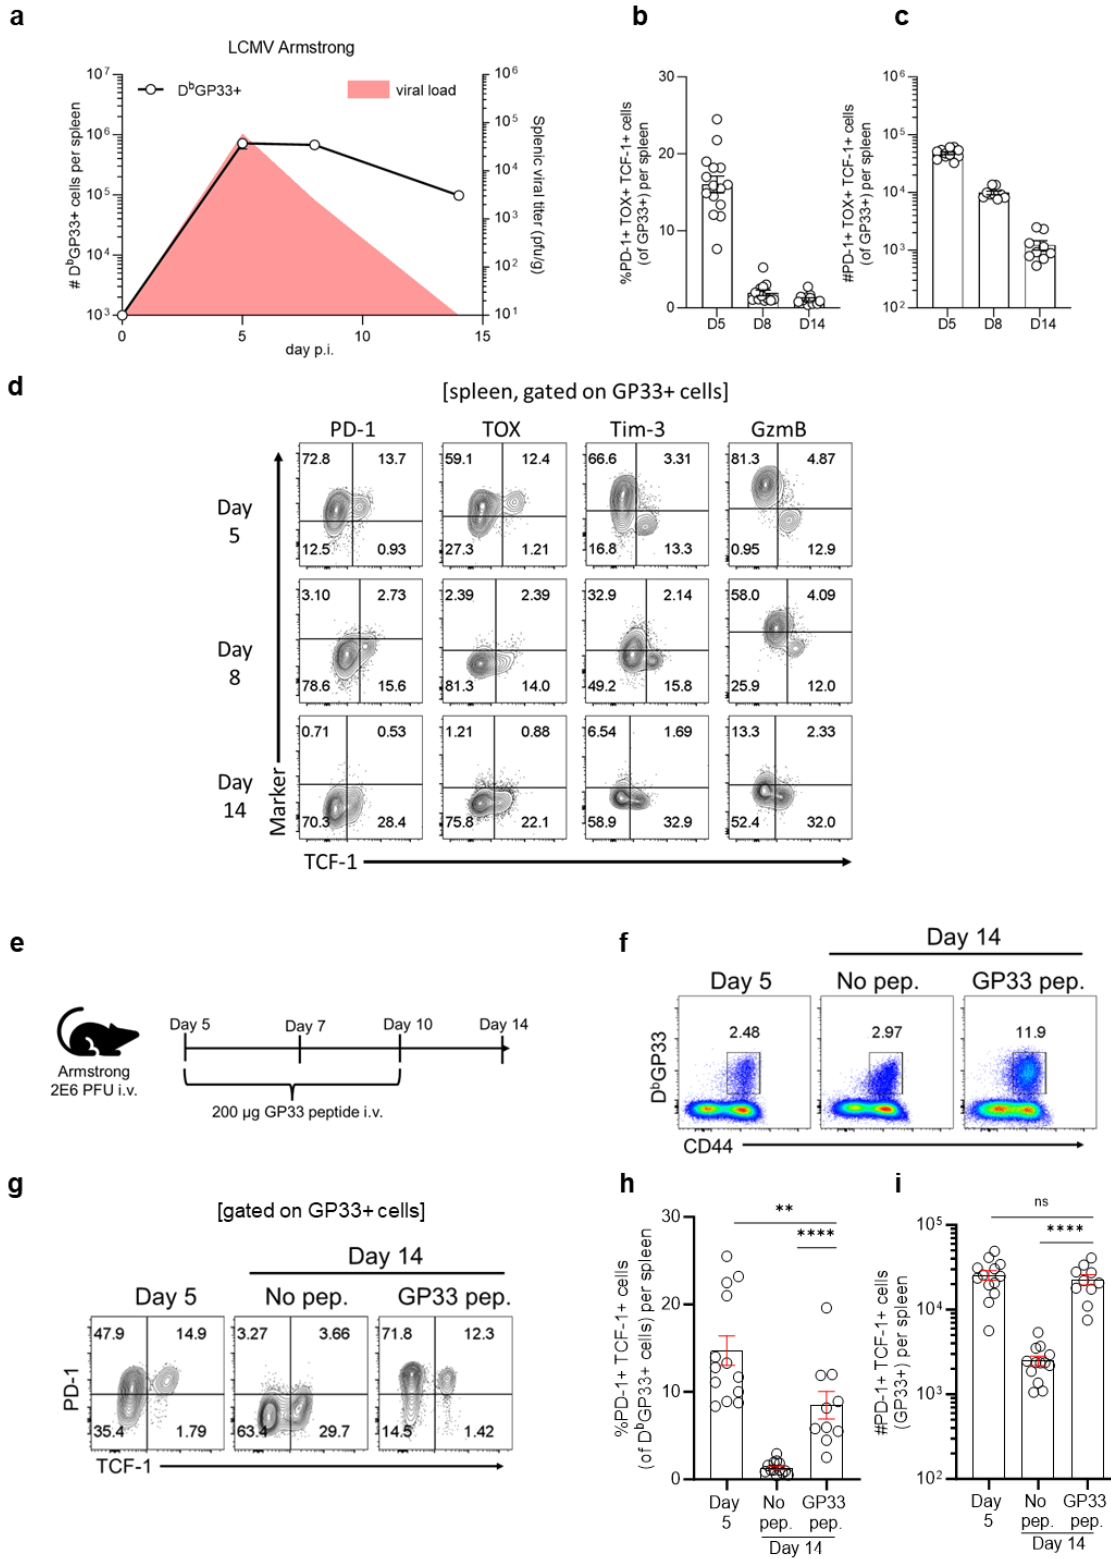 a
LCMV Armstrong
10⁷
10⁶
10⁵
10⁴
10³
# DᵇGP33+ cells per spleen
DᵇGP33+
viral load
10⁶
10⁵
10⁴
10³
10²
10¹
Splenic viral titer (pfu/g)
0
5
10
15
day p.i.
b
30
20
10
0
%PD-1+ TOX+ TCF-1+ cells
(of GP33+) per spleen
D5
D8
D14
c
10⁶
10⁵
10⁴
10³
10²
#PD-1+ TOX+ TCF-1+ cells
(of GP33+) per spleen
D5
D8
D14
d
[spleen, gated on GP33+ cells]
PD-1
TOX
Tim-3
GzmB
Day
5
72.8 13.7
12.5 0.93
59.1 12.4
27.3 1.21
66.6 3.31
16.8 13.3
81.3 4.87
0.95 12.9
Day
8
3.10 2.73
78.6 15.6
2.39 2.39
81.3 14.0
32.9 2.14
49.2 15.8
58.0 4.09
25.9 12.0
Day
14
0.71 0.53
70.3 28.4
1.21 0.88
75.8 22.1
6.54 1.69
58.9 32.9
13.3 2.33
52.4 32.0
Marker
TCF-1
e
Armstrong
2E6 PFU i.v.
Day 5
Day 7
Day 10
Day 14
200 µg GP33 peptide i.v.
f
Day 14
Day 5
No pep.
GP33 pep.
2.48
2.97
11.9
DᵇGP33
CD44
g
[gated on GP33+ cells]
Day 14
Day 5
No pep.
GP33 pep.
47.9 14.9
35.4 1.79
3.27 3.66
63.4 29.7
71.8 12.3
14.5 1.42
PD-1
TCF-1
h
30
20
10
0
%PD-1+ TCF-1+ cells
(of DᵇGP33+ cells) per spleen
**
****
Day
5
No
pep.
GP33
pep.
Day 14
i
10⁵
10⁴
10³
10²
#PD-1+ TCF-1+ cells
(GP33+) per spleen
ns
****
Day
5
No
pep.
GP33
pep.
Day 14